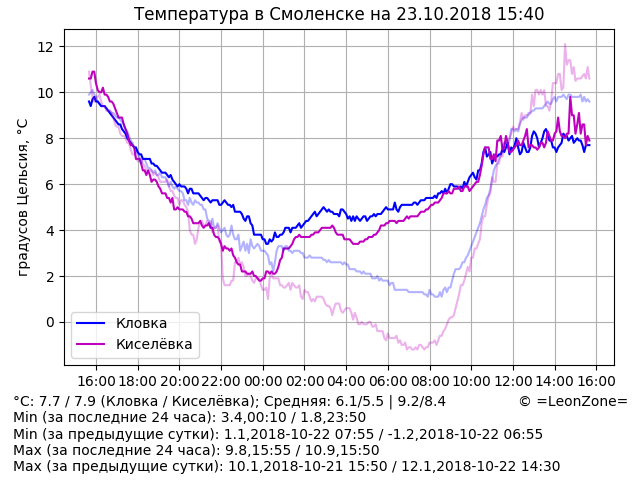 Температура в Смоленске на 23.10.2018 15:40
градусов Цельсия, °C
12
10
8
6
4
2
0
Кловка
Киселёвка
16:00 18:00 20:00 22:00 00:00 02:00 04:00 06:00 08:00 10:00 12:00 14:00 16:00
°C: 7.7 / 7.9 (Кловка / Киселёвка); Средняя: 6.1/5.5 | 9.2/8.4 © =LeonZone=
Min (за последние 24 часа): 3.4,00:10 / 1.8,23:50
Min (за предыдущие сутки): 1.1,2018-10-22 07:55 / -1.2,2018-10-22 06:55
Max (за последние 24 часа): 9.8,15:55 / 10.9,15:50
Max (за предыдущие сутки): 10.1,2018-10-21 15:50 / 12.1,2018-10-22 14:30